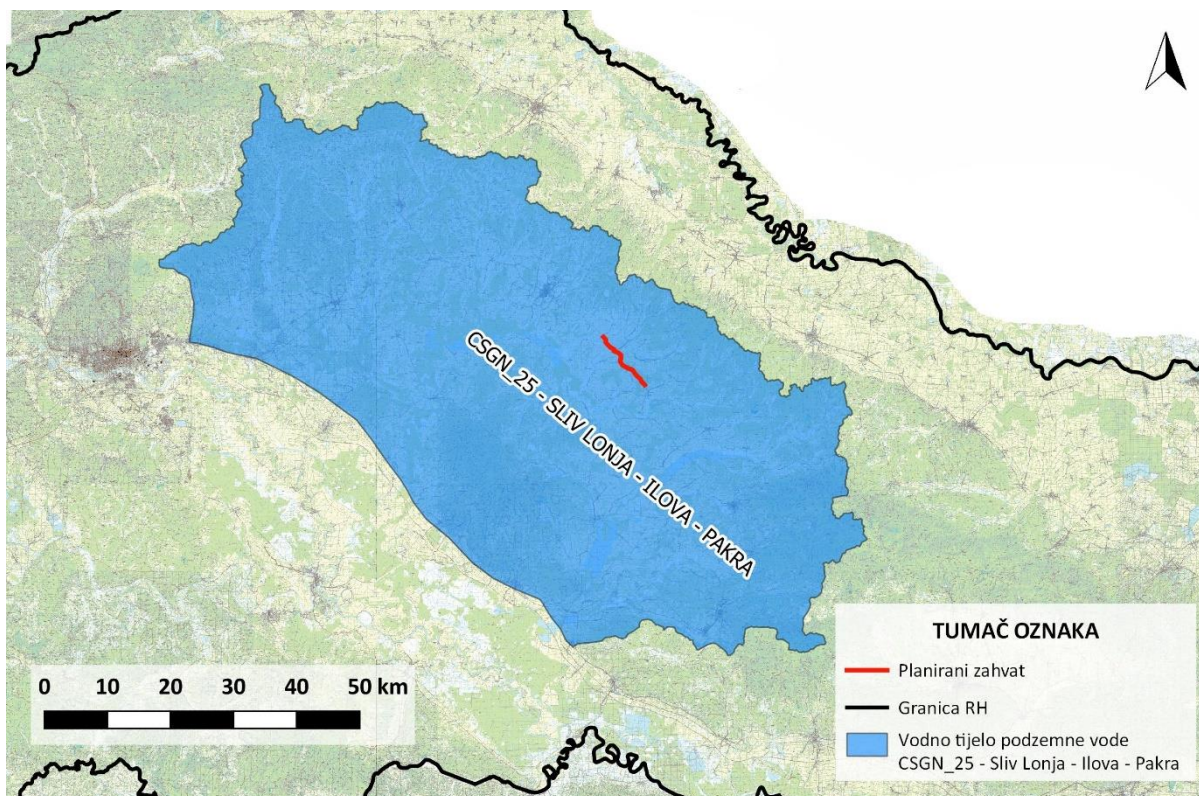 CSGN_25 - SLIV LONJA - ILOVA - PAKRA
0 10 20 30 40 50 km
TUMAČ OZNAKA
Planirani zahvat
Granica RH
Vodno tijelo podzemne vode
CSGN_25 - Sliv Lonja - Ilova - Pakra